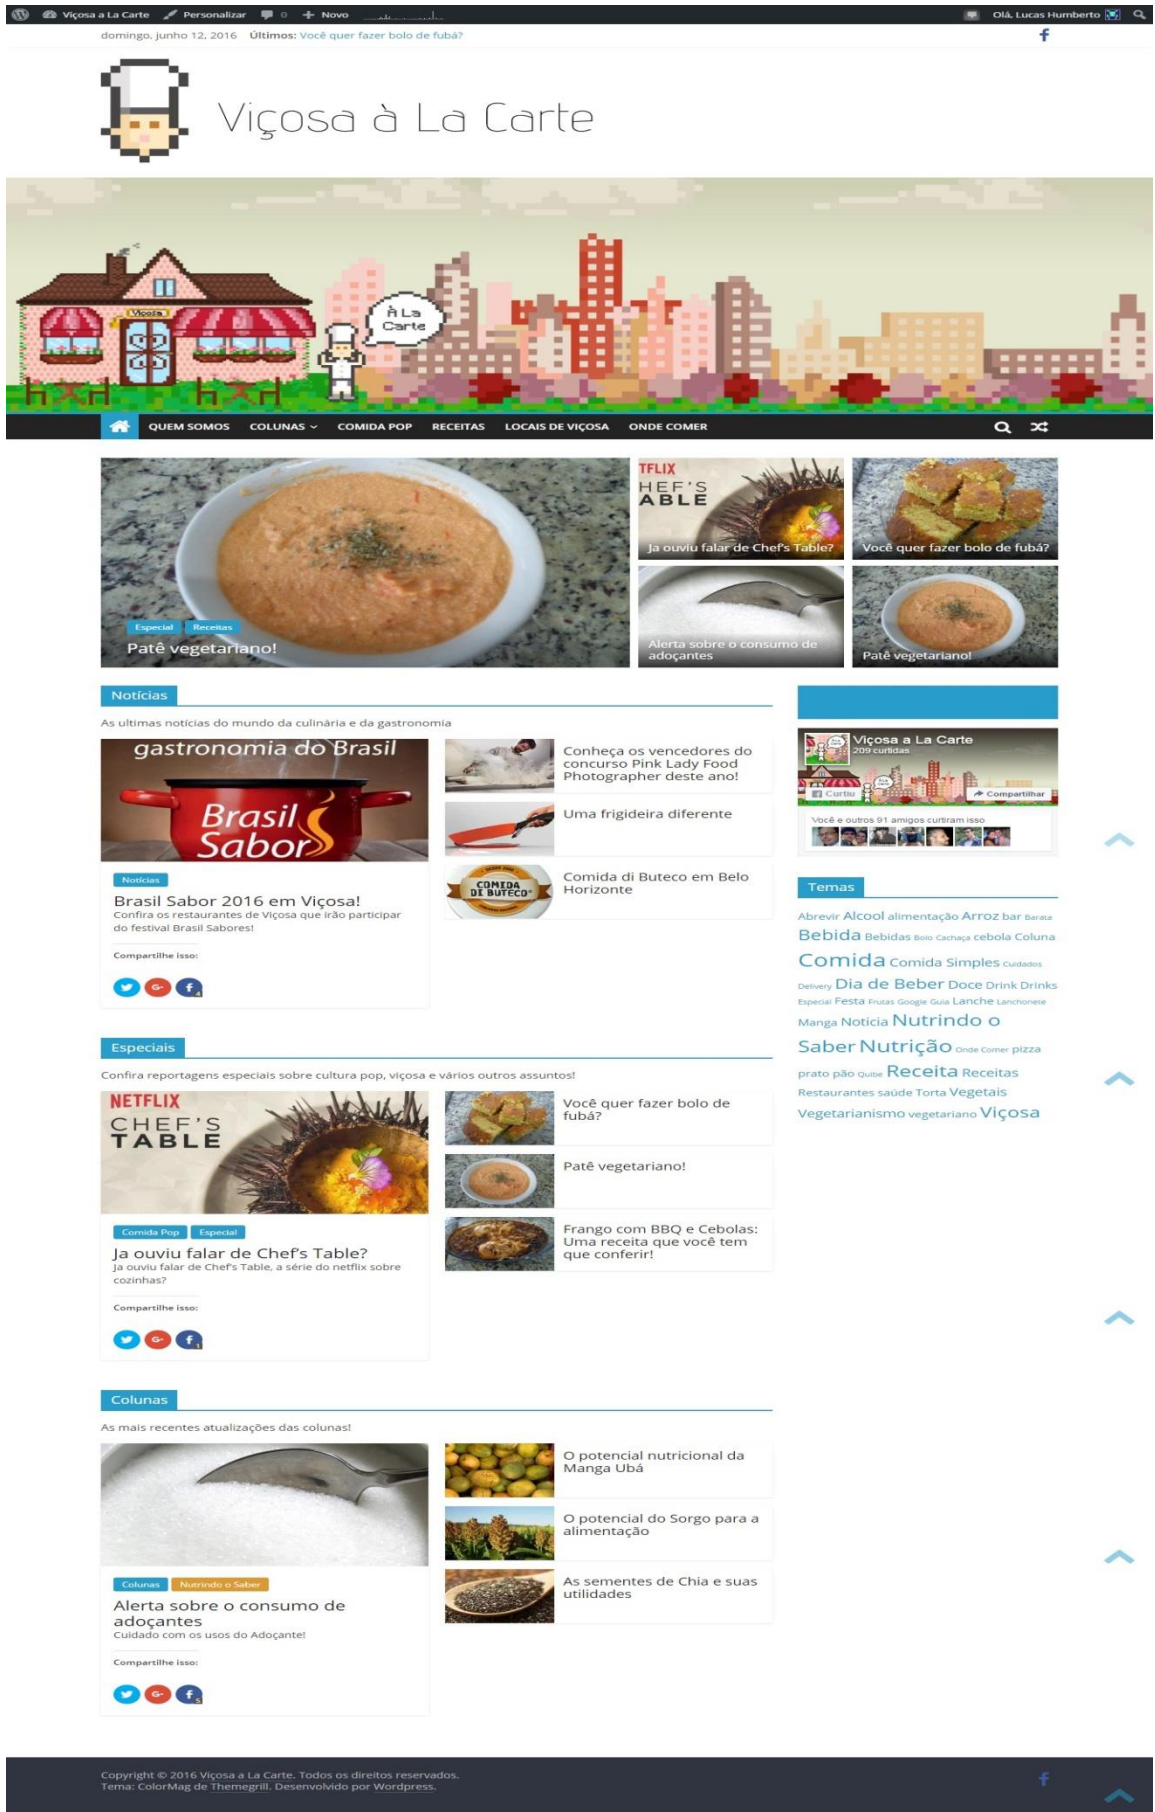 Viçosa a La Carte Personalizar 0 Novo Olá, Lucas Humberto
domingo, junho 12, 2016 Últimos: Você quer fazer bolo de fubá?
Viçosa à La Carte
Viçosa
À La
Carte
QUEM SOMOS COLUNAS COMIDA POP RECEITAS LOCAIS DE VIÇOSA ONDE COMER
Especial Receitas
Patê vegetariano!
TFLIX
HEF'S
ABLE
Ja ouviu falar de Chef's Table?
Você quer fazer bolo de fubá?
Alerta sobre o consumo de
adoçantes
Patê vegetariano!
Notícias
As ultimas notícias do mundo da culinária e da gastronomia
gastronomia do Brasil
Brasil
Sabor
Notícias
Brasil Sabor 2016 em Viçosa!
Confira os restaurantes de Viçosa que irão participar
do festival Brasil Sabores!
Compartilhe isso:
4
Conheça os vencedores do
concurso Pink Lady Food
Photographer deste ano!
Uma frigideira diferente
COMIDA
DI BUTECO
Comida di Buteco em Belo
Horizonte
Viçosa a La Carte
209 curtidas
Curtiu Compartilhar
Você e outros 91 amigos curtiram isso
Temas
Abrevir Alcool alimentação Arroz bar Barata
Bebida Bebidas Bolo Cachaça cebola Coluna
Comida Comida Simples Cuidados
Delivery Dia de Beber Doce Drink Drinks
Especial Festa Frutas Google Guia Lanche Lanchonete
Manga Noticia Nutrindo o
Saber Nutrição Onde Comer pizza
prato pão Quibe Receita Receitas
Restaurantes saúde Torta Vegetais
Vegetarianismo vegetariano Viçosa
Especiais
Confira reportagens especiais sobre cultura pop, viçosa e vários outros assuntos!
NETFLIX
CHEF'S
TABLE
Comida Pop Especial
Ja ouviu falar de Chef's Table?
Ja ouviu falar de Chef's Table, a série do netflix sobre
cozinhas?
Compartilhe isso:
1
Você quer fazer bolo de
fubá?
Patê vegetariano!
Frango com BBQ e Cebolas:
Uma receita que você tem
que conferir!
Colunas
As mais recentes atualizações das colunas!
Colunas Nutrindo o Saber
Alerta sobre o consumo de
adoçantes
Cuidado com os usos do Adoçante!
Compartilhe isso:
5
O potencial nutricional da
Manga Ubá
O potencial do Sorgo para a
alimentação
As sementes de Chia e suas
utilidades
Copyright © 2016 Viçosa a La Carte. Todos os direitos reservados.
Tema: ColorMag de Themegrill. Desenvolvido por Wordpress.